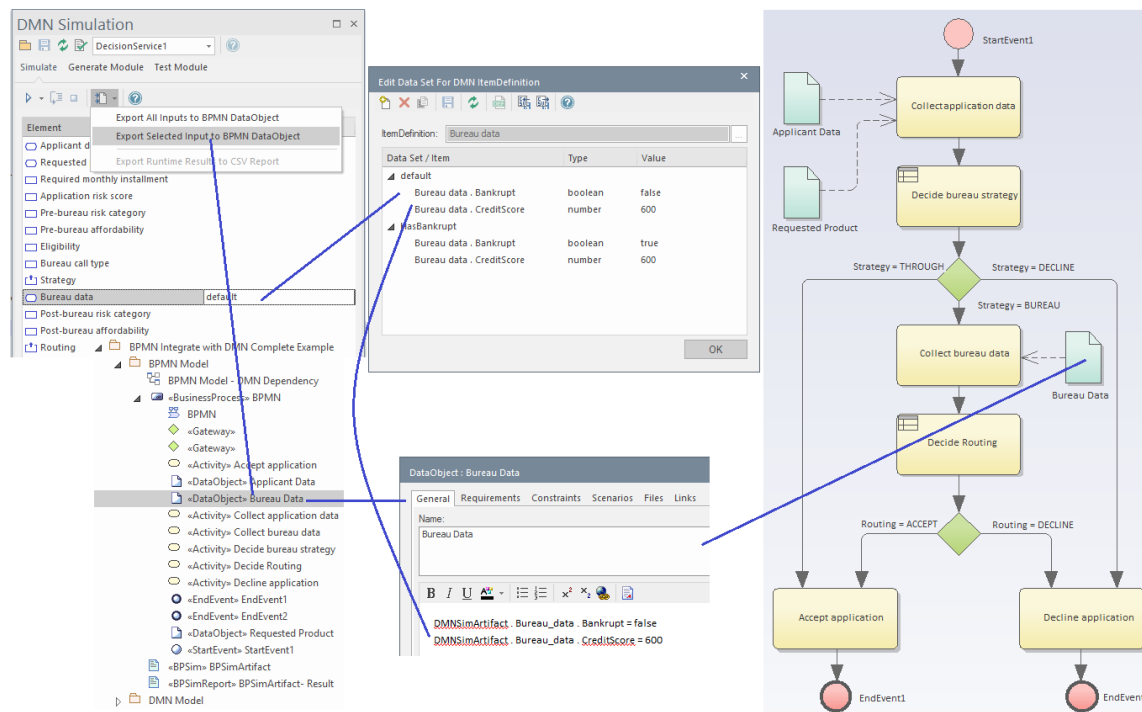 DMN Simulation
DecisionService1
Simulate Generate Module Test Module
Export All Inputs to BPMN DataObject
Export Selected Input to BPMN DataObject
Export Runtime Results to CSV Report
Element
Applicant d
Requested
Required monthly installment
Application risk score
Pre-bureau risk category
Pre-bureau affordability
Eligibility
Bureau call type
Strategy
Bureau data default
Post-bureau risk category
Post-bureau affordability
Routing
BPMN Integrate with DMN Complete Example
BPMN Model
BPMN Model - DMN Dependency
«BusinessProcess» BPMN
BPMN
«Gateway»
«Gateway»
«Activity» Accept application
«DataObject» Applicant Data
«DataObject» Bureau Data
«Activity» Collect application data
«Activity» Collect bureau data
«Activity» Decide bureau strategy
«Activity» Decide Routing
«Activity» Decline application
«EndEvent» EndEvent1
«EndEvent» EndEvent2
«DataObject» Requested Product
«StartEvent» StartEvent1
«BPSim» BPSimArtifact
«BPSimReport» BPSimArtifact- Result
DMN Model
Edit Data Set For DMN ItemDefinition
ItemDefinition: Bureau data ...
Data Set / Item Type Value
default
Bureau data . Bankrupt boolean false
Bureau data . CreditScore number 600
HasBankrupt
Bureau data . Bankrupt boolean true
Bureau data . CreditScore number 600
OK
DataObject : Bureau Data
General Requirements Constraints Scenarios Files Links
Name:
Bureau Data
B I U A x² x₂
DMNSimArtifact . Bureau_data . Bankrupt = false
DMNSimArtifact . Bureau_data . CreditScore = 600
StartEvent1
Collect application data
Applicant Data
Decide bureau strategy
Requested Product
Strategy = THROUGH
Strategy = DECLINE
Strategy = BUREAU
Collect bureau data
Bureau Data
Decide Routing
Routing = ACCEPT
Routing = DECLINE
Accept application
Decline application
EndEvent1
EndEvent